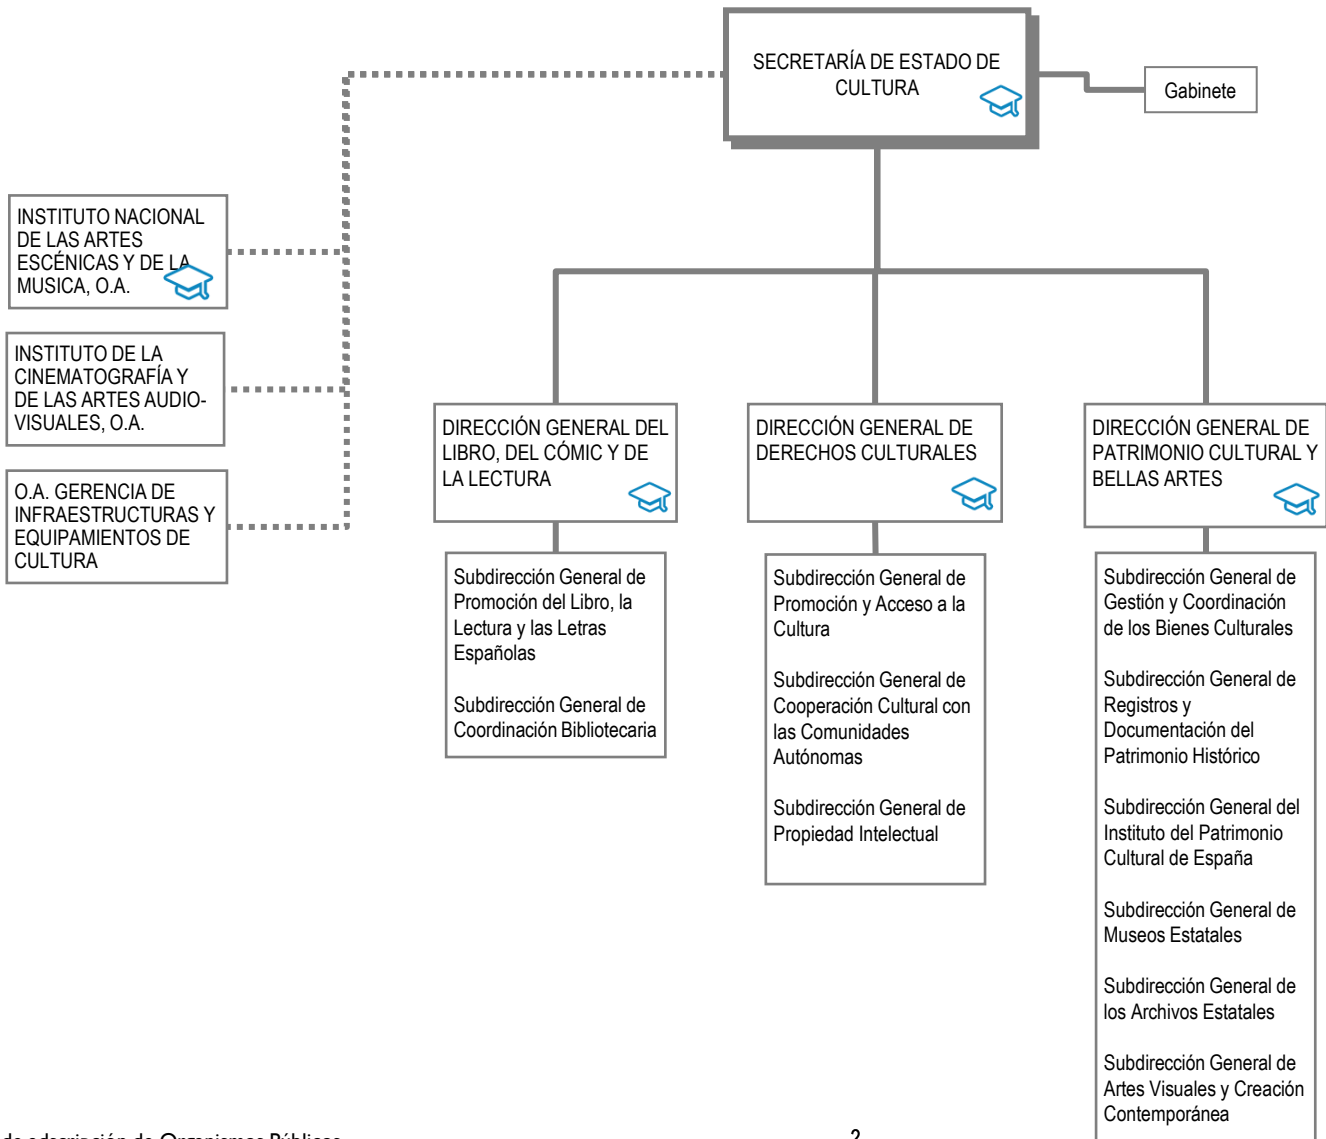 SECRETARÍA DE ESTADO DE
CULTURA
Gabinete
INSTITUTO NACIONAL
DE LAS ARTES
ESCÉNICAS Y DE LA
MUSICA, O.A.
INSTITUTO DE LA
CINEMATOGRAFÍA Y
DE LAS ARTES AUDIO-
VISUALES, O.A.
O.A. GERENCIA DE
INFRAESTRUCTURAS Y
EQUIPAMIENTOS DE
CULTURA
DIRECCIÓN GENERAL DEL
LIBRO, DEL CÓMIC Y DE
LA LECTURA
Subdirección General de
Promoción del Libro, la
Lectura y las Letras
Españolas
Subdirección General de
Coordinación Bibliotecaria
DIRECCIÓN GENERAL DE
DERECHOS CULTURALES
Subdirección General de
Promoción y Acceso a la
Cultura
Subdirección General de
Cooperación Cultural con
las Comunidades
Autónomas
Subdirección General de
Propiedad Intelectual
DIRECCIÓN GENERAL DE
PATRIMONIO CULTURAL Y
BELLAS ARTES
Subdirección General de
Gestión y Coordinación
de los Bienes Culturales
Subdirección General de
Registros y
Documentación del
Patrimonio Histórico
Subdirección General del
Instituto del Patrimonio
Cultural de España
Subdirección General de
Museos Estatales
Subdirección General de
los Archivos Estatales
Subdirección General de
Artes Visuales y Creación
Contemporánea
de adscripción de Organismos Públicos
2